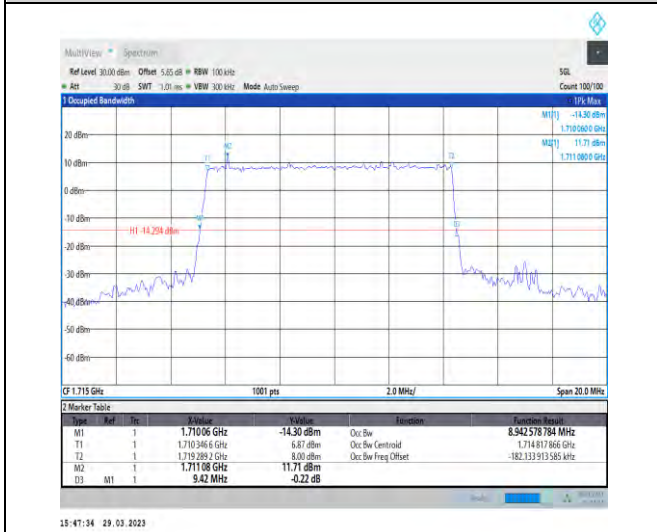 MultiView Spectrum
Ref Level 30.00 dBm Offset 5.85 dB RBW 100 kHz SGL
Att 30 dB SWT 1.01 ms VBW 300 kHz Mode Auto Sweep Count 100/100
1 Occupied Bandwidth 1Pk Max
M1[1] -14.30 dBm
1.710 060 0 GHz
M2[1] 11.71 dBm
1.711 080 0 GHz
20 dBm
M2
T1 T2
10 dBm
0 dBm
-10 dBm
H1 -14.294 dBm
D3
-20 dBm
-30 dBm
-40 dBm
-50 dBm
-60 dBm
CF 1.715 GHz 1001 pts 2.0 MHz/ Span 20.0 MHz
2 Marker Table
Type Ref Trc X-Value Y-Value Function Function Result
M1 1 1.710 06 GHz -14.30 dBm Occ Bw 8.942 578 784 MHz
T1 1 1.710 346 6 GHz 6.87 dBm Occ Bw Centroid 1.714 817 866 GHz
T2 1 1.719 289 2 GHz 8.00 dBm Occ Bw Freq Offset -182.133 913 585 kHz
M2 1 1.711 08 GHz 11.71 dBm
D3 M1 1 9.42 MHz -0.22 dB
15:47:34 29.03.2023